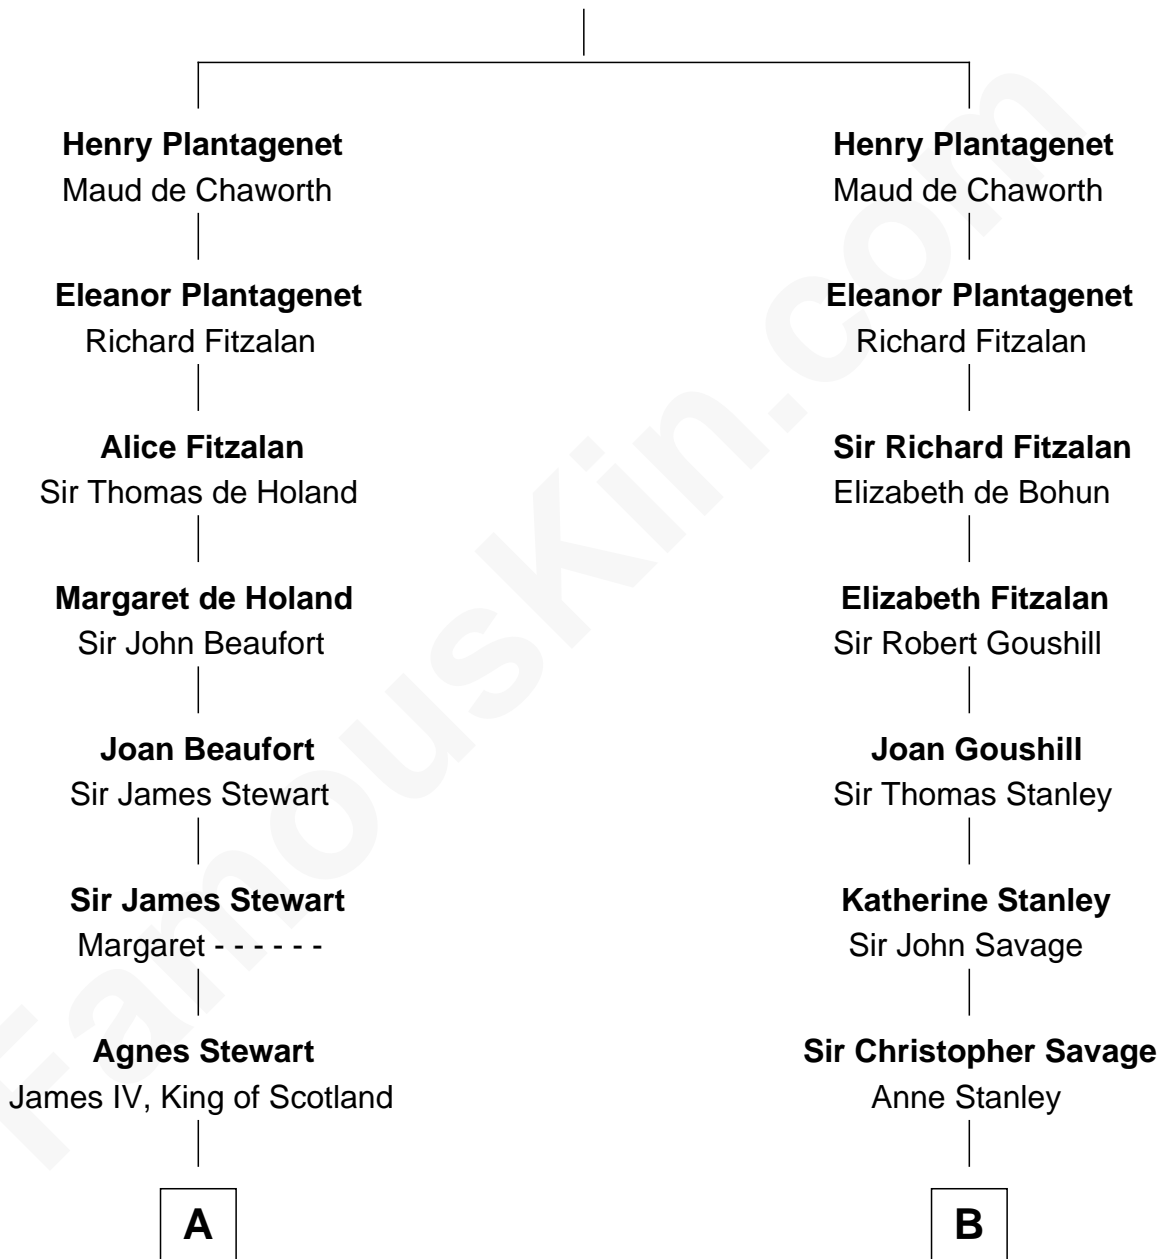 Henry Plantagenet
Maud de Chaworth
Eleanor Plantagenet
Richard Fitzalan
Alice Fitzalan
Sir Thomas de Holand
Margaret de Holand
Sir John Beaufort
Joan Beaufort
Sir James Stewart
Sir James Stewart
Margaret - - - - - -
Agnes Stewart
James IV, King of Scotland
A
Henry Plantagenet
Maud de Chaworth
Eleanor Plantagenet
Richard Fitzalan
Sir Richard Fitzalan
Elizabeth de Bohun
Elizabeth Fitzalan
Sir Robert Goushill
Joan Goushill
Sir Thomas Stanley
Katherine Stanley
Sir John Savage
Sir Christopher Savage
Anne Stanley
B
FamousKin.com